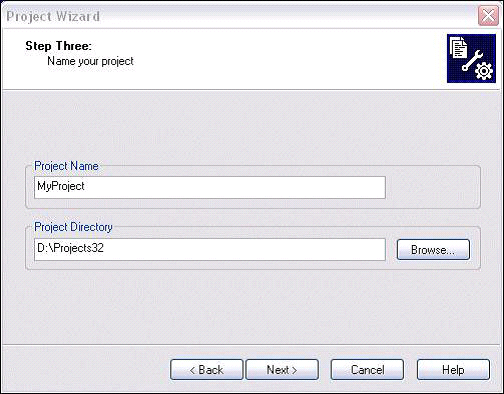 Project Wizard
Step Three:
Name your project
Project Name
MyProject
Project Directory
D:\Projects32
Browse...
< Back Next > Cancel Help